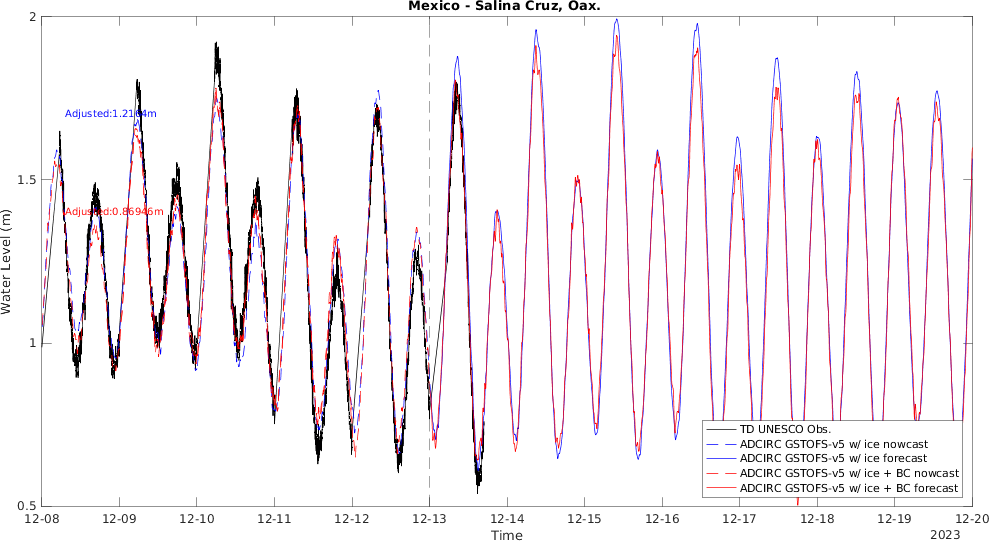 Mexico - Salina Cruz, Oax.
Water Level (m)
2
1.5
1
0.5
Adjusted:1.2164m
Adjusted:0.86946m
TD UNESCO Obs.
ADCIRC GSTOFS-v5 w/ ice nowcast
ADCIRC GSTOFS-v5 w/ ice forecast
ADCIRC GSTOFS-v5 w/ ice + BC nowcast
ADCIRC GSTOFS-v5 w/ ice + BC forecast
12-08 12-09 12-10 12-11 12-12 12-13 12-14 12-15 12-16 12-17 12-18 12-19 12-20
Time
2023